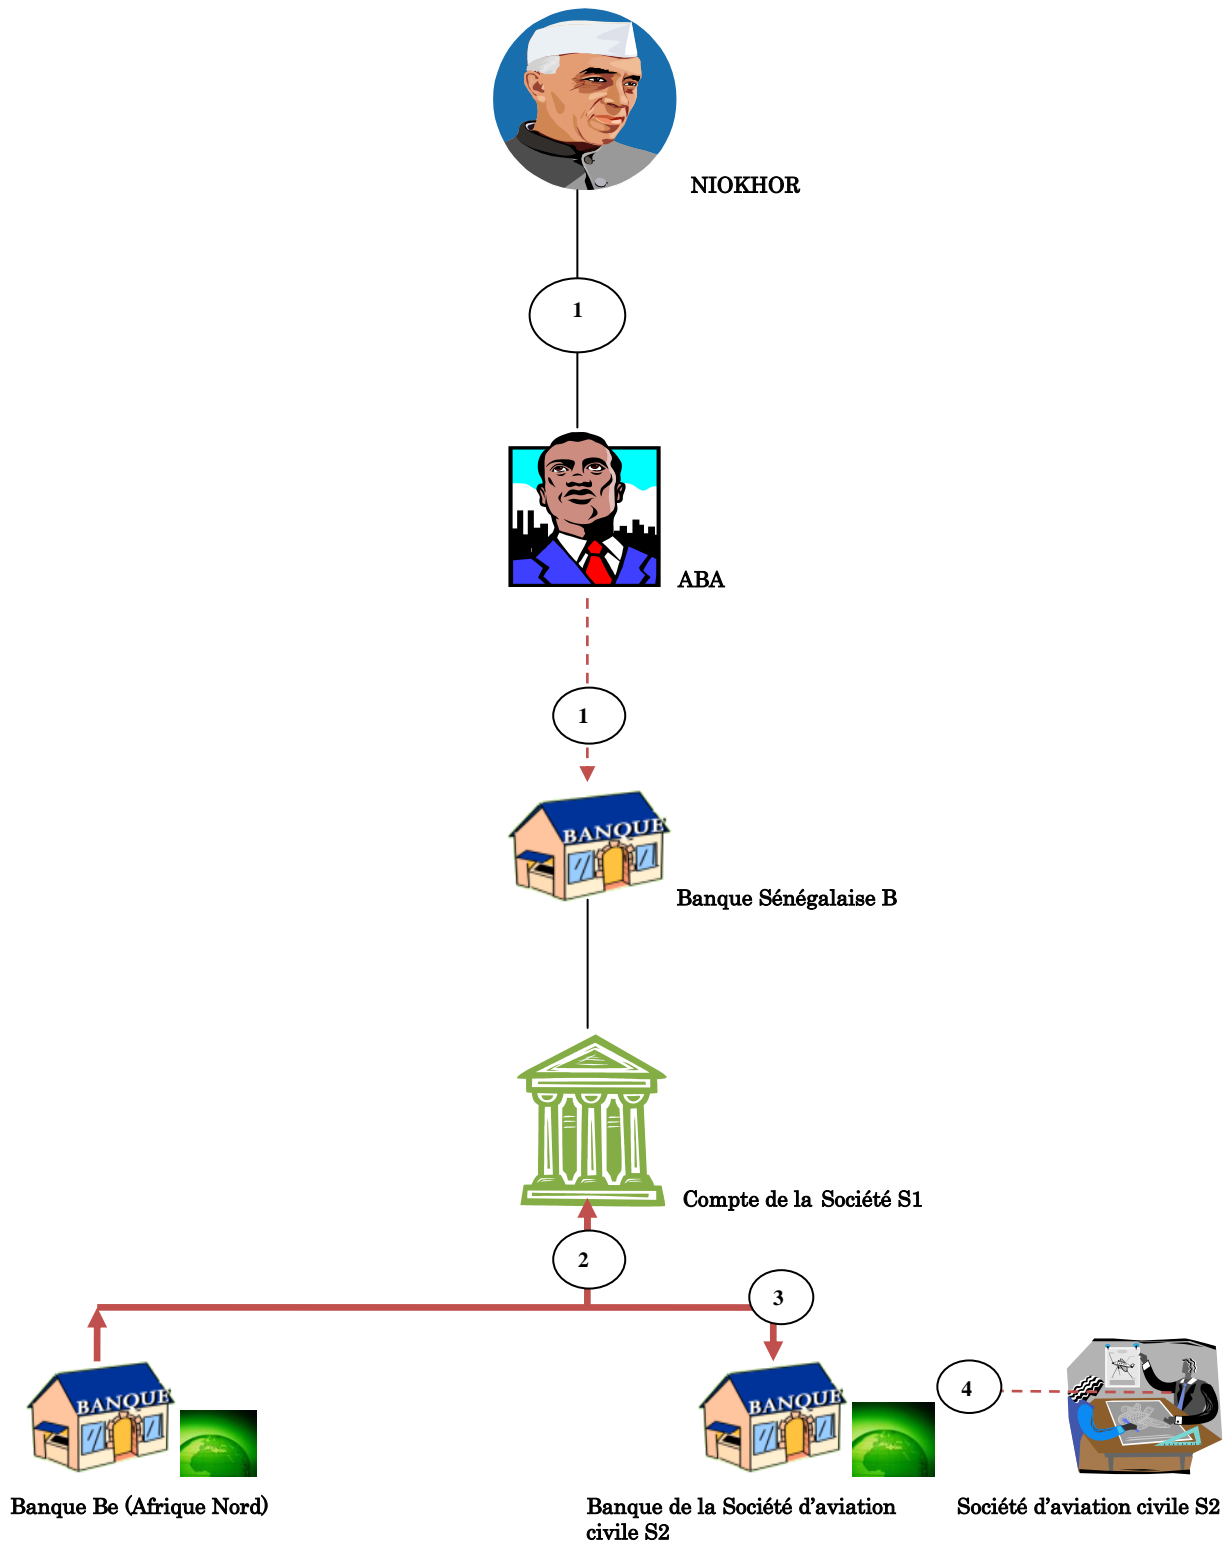 NIOKHOR
1
ABA
1
BANQUE
Banque Sénégalaise B
Compte de la Société S1
2
3
BANQUE
BANQUE
4
Banque Be (Afrique Nord)
Banque de la Société d'aviation
civile S2
Société d'aviation civile S2